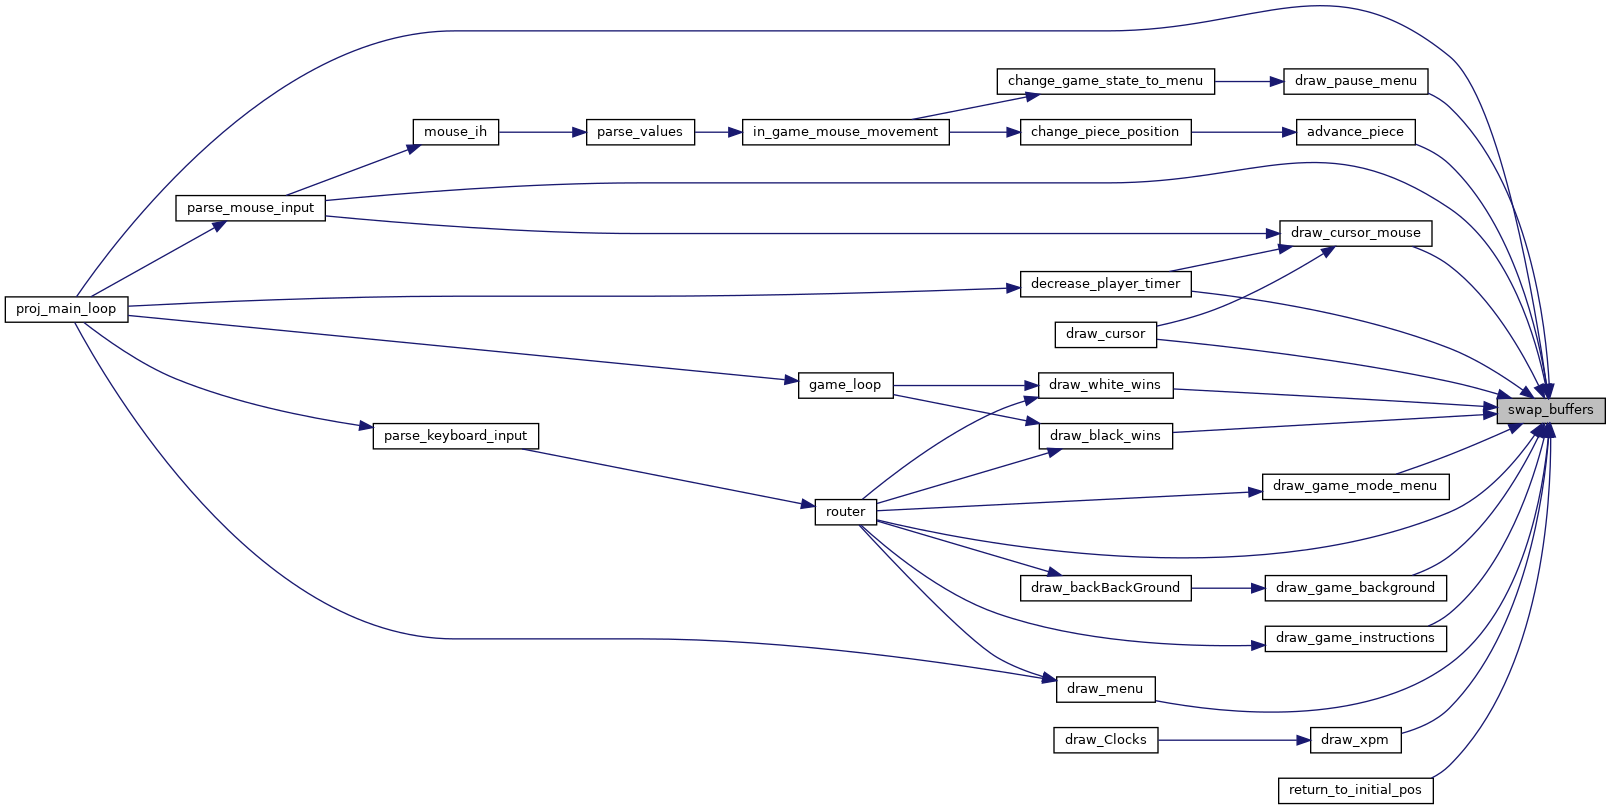 change_game_state_to_menu
draw_pause_menu
mouse_ih
parse_values
in_game_mouse_movement
change_piece_position
advance_piece
parse_mouse_input
draw_cursor_mouse
decrease_player_timer
proj_main_loop
draw_cursor
game_loop
draw_white_wins
swap_buffers
parse_keyboard_input
draw_black_wins
draw_game_mode_menu
router
draw_backBackGround
draw_game_background
draw_game_instructions
draw_menu
draw_Clocks
draw_xpm
return_to_initial_pos